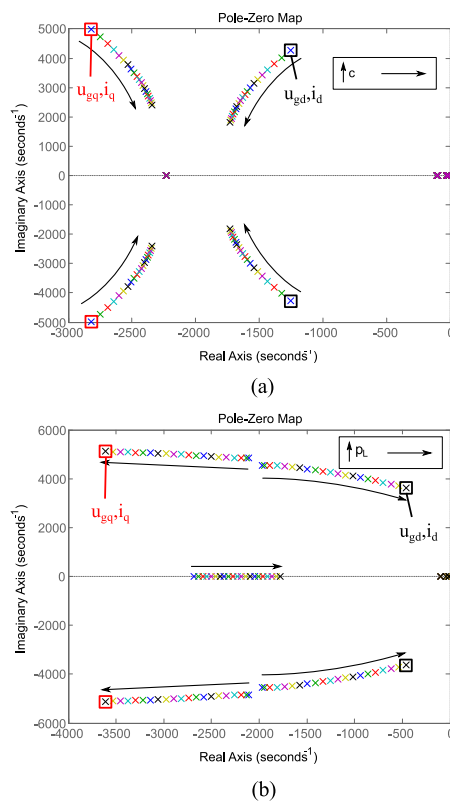 Pole-Zero Map
5000
4000
3000
2000
1000
0
-1000
-2000
-3000
-4000
-5000
Imaginary Axis (seconds⁻¹)
u_gq,i_q
u_gd,i_d
↑ c
-3000 -2500 -2000 -1500 -1000 -500 0
Real Axis (seconds⁻¹)
(a)
Pole-Zero Map
6000
4000
2000
0
-2000
-4000
-6000
Imaginary Axis (seconds⁻¹)
↑ p_L
u_gq,i_q
u_gd,i_d
-4000 -3500 -3000 -2500 -2000 -1500 -1000 -500 0
Real Axis (seconds⁻¹)
(b)